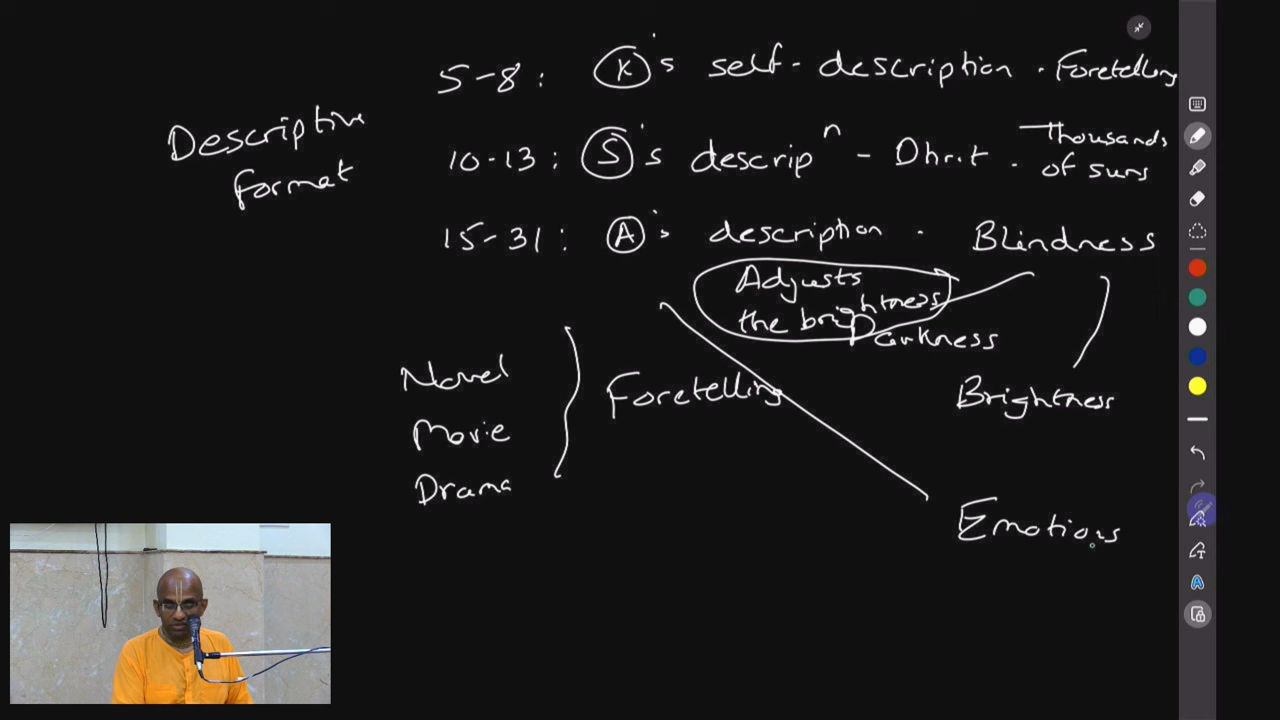 Descriptive
format
5-8: K's self-description - Foretelling
10-13: S's descripⁿ - Dhrit. Thousands
of suns
15-31: A's description - Blindness
Adjusts
the brightness
Darkness
Novel
Movie
Drama
Foretelling
Brightness
Emotions